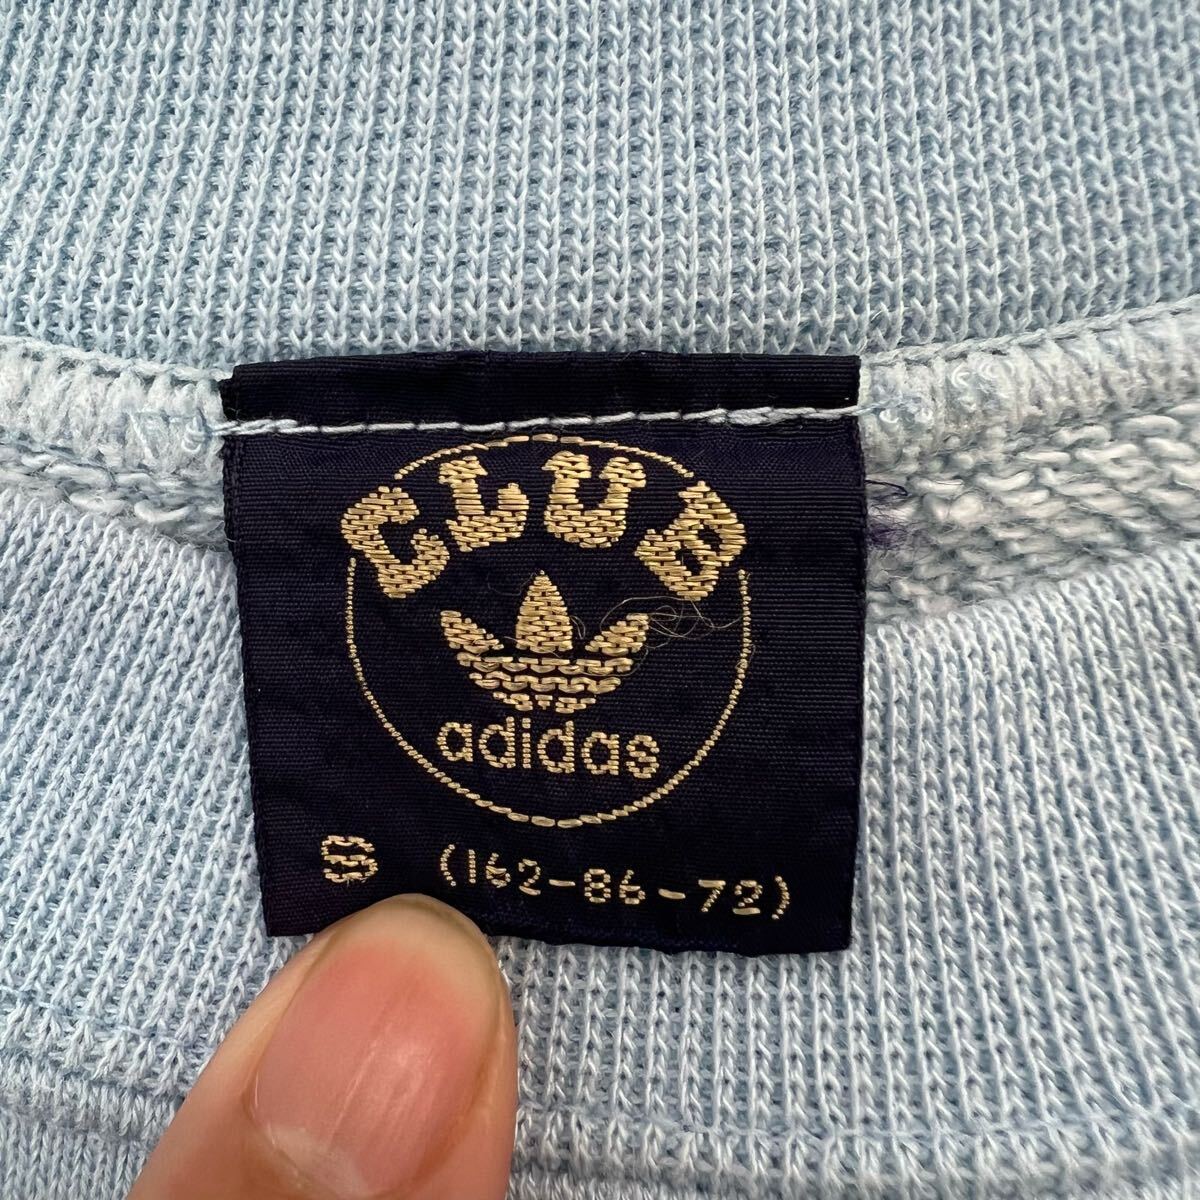 CLUB
adidas
S (162-86-72)